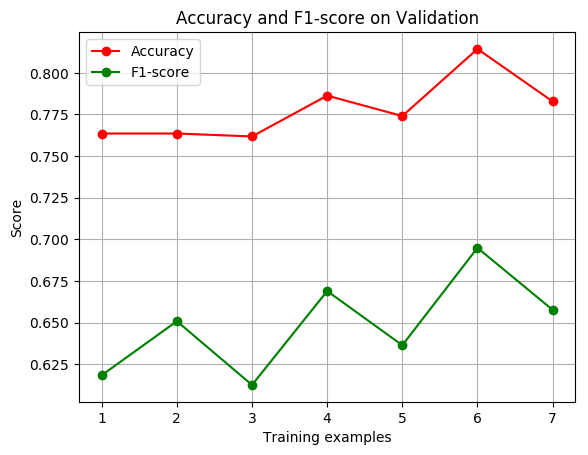 Accuracy and F1-score on Validation
Accuracy
F1-score
0.800
0.775
0.750
0.725
0.700
0.675
0.650
0.625
Score
1 2 3 4 5 6 7
Training examples